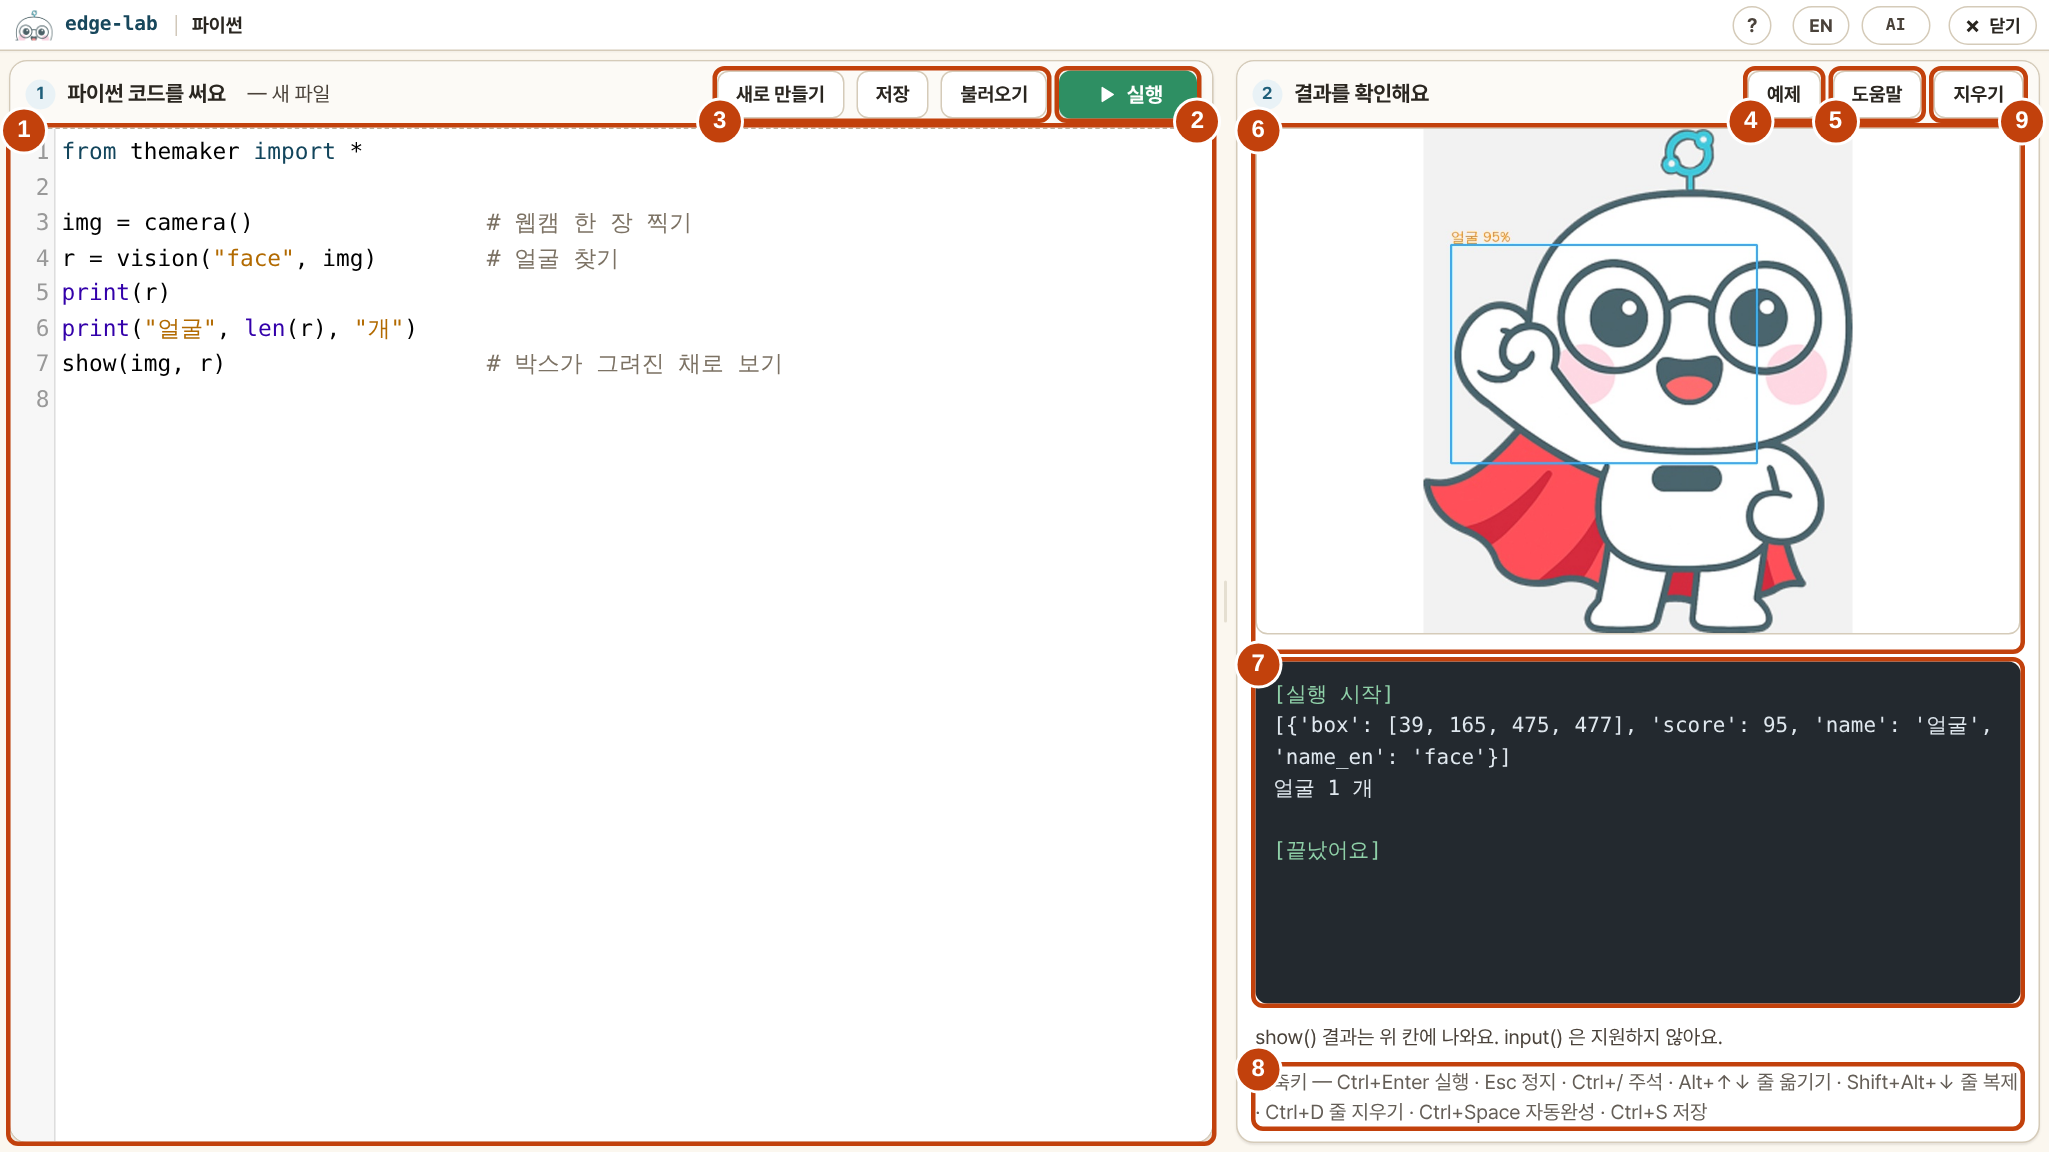 edge-lab
파이썬
?
EN
AI
× 닫기
1 파이썬 코드를 써요 — 새 파일
새로 만들기
저장
불러오기
▶ 실행
3
2
1
1 from themaker import *
2
3 img = camera() # 웹캠 한 장 찍기
4 r = vision("face", img) # 얼굴 찾기
5 print(r)
6 print("얼굴", len(r), "개")
7 show(img, r) # 박스가 그려진 채로 보기
8
2 결과를 확인해요
예제
도움말
지우기
4
5
9
6
얼굴 95%
7
[실행 시작]
[{'box': [39, 165, 475, 477], 'score': 95, 'name': '얼굴',
'name_en': 'face'}]
얼굴 1 개
[끝났어요]
show() 결과는 위 칸에 나와요. input() 은 지원하지 않아요.
8
축키 — Ctrl+Enter 실행 · Esc 정지 · Ctrl+/ 주석 · Alt+↑↓ 줄 옮기기 · Shift+Alt+↓ 줄 복제
· Ctrl+D 줄 지우기 · Ctrl+Space 자동완성 · Ctrl+S 저장